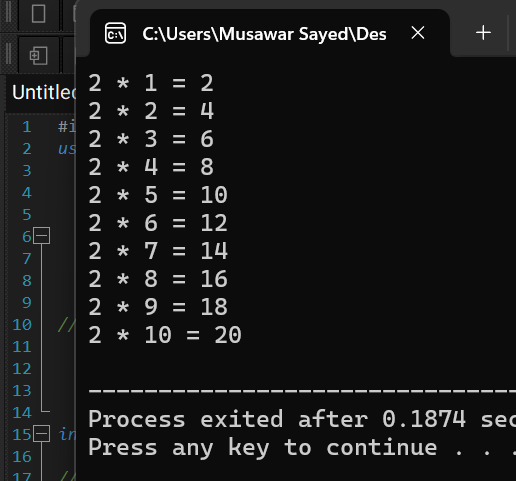 C:\Users\Musawar Sayed\Des
Untitled
1 #i
2 us
3
4
5
6
7
8
9
10 //
11
12
13
14
15 in
16
17 //
2 * 1 = 2
2 * 2 = 4
2 * 3 = 6
2 * 4 = 8
2 * 5 = 10
2 * 6 = 12
2 * 7 = 14
2 * 8 = 16
2 * 9 = 18
2 * 10 = 20
--------------------------------
Process exited after 0.1874 sec
Press any key to continue . . .